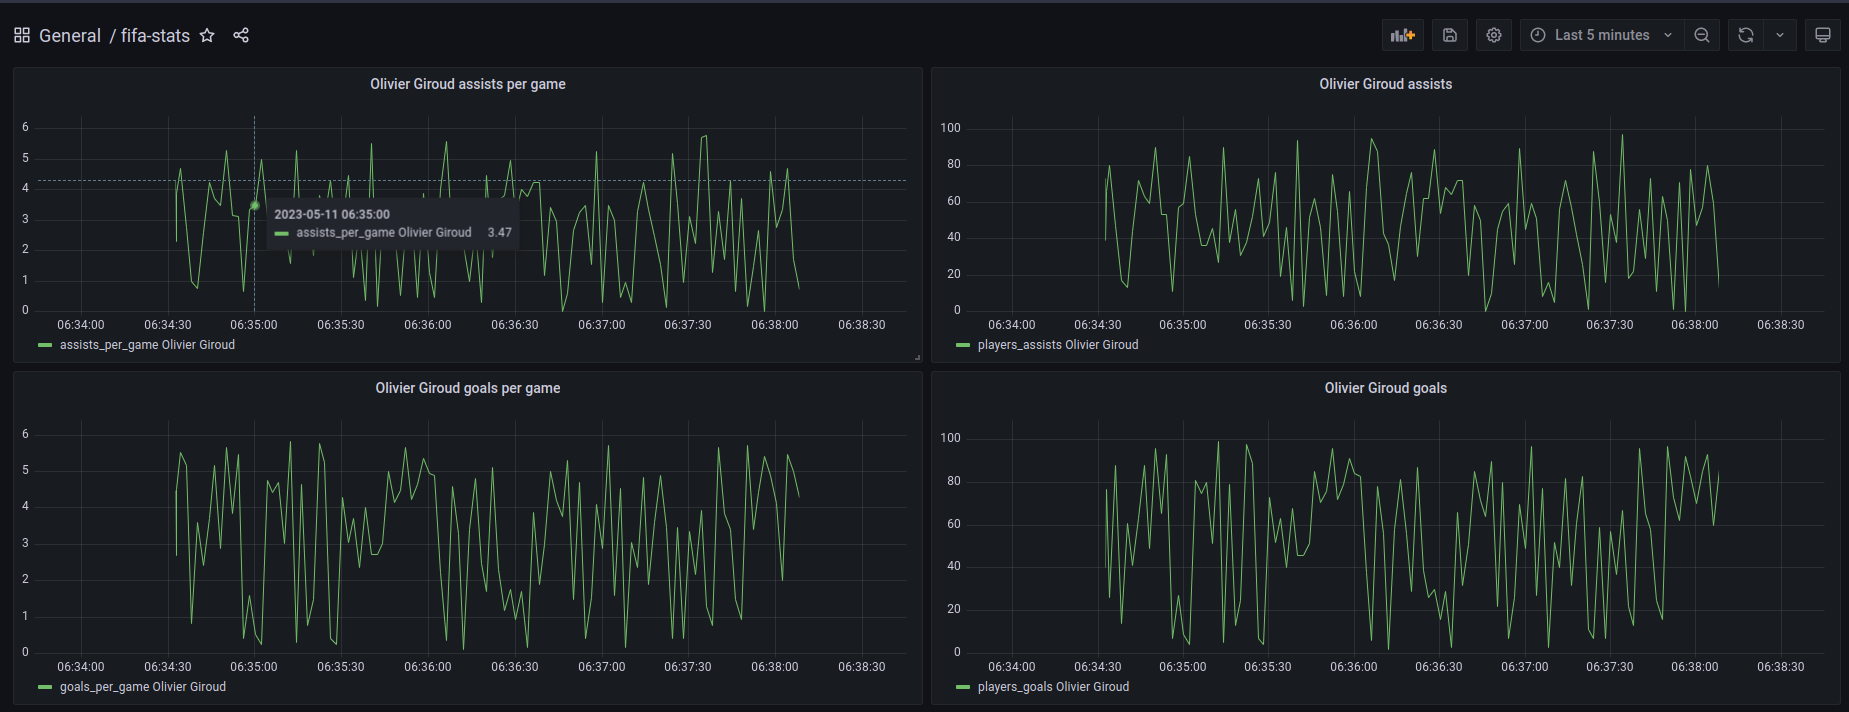 General / fifa-stats
Last 5 minutes
Olivier Giroud assists per game
6
5
4
3
2
1
0
2023-05-11 06:35:00
assists_per_game Olivier Giroud 3.47
06:34:00 06:34:30 06:35:00 06:35:30 06:36:00 06:36:30 06:37:00 06:37:30 06:38:00 06:38:30
assists_per_game Olivier Giroud
Olivier Giroud assists
100
80
60
40
20
0
06:34:00 06:34:30 06:35:00 06:35:30 06:36:00 06:36:30 06:37:00 06:37:30 06:38:00 06:38:30
players_assists Olivier Giroud
Olivier Giroud goals per game
6
5
4
3
2
1
0
06:34:00 06:34:30 06:35:00 06:35:30 06:36:00 06:36:30 06:37:00 06:37:30 06:38:00 06:38:30
goals_per_game Olivier Giroud
Olivier Giroud goals
100
80
60
40
20
0
06:34:00 06:34:30 06:35:00 06:35:30 06:36:00 06:36:30 06:37:00 06:37:30 06:38:00 06:38:30
players_goals Olivier Giroud